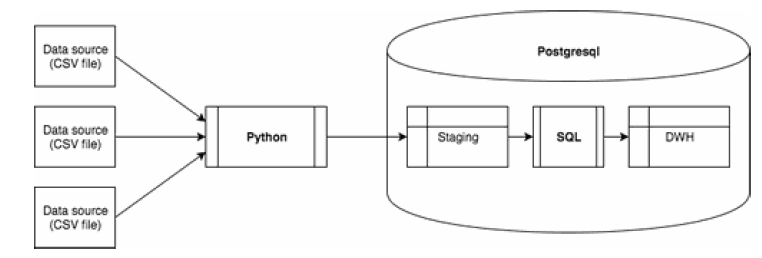 Data source
(CSV file)
Data source
(CSV file)
Data source
(CSV file)
Python
Postgresql
Staging
SQL
DWH